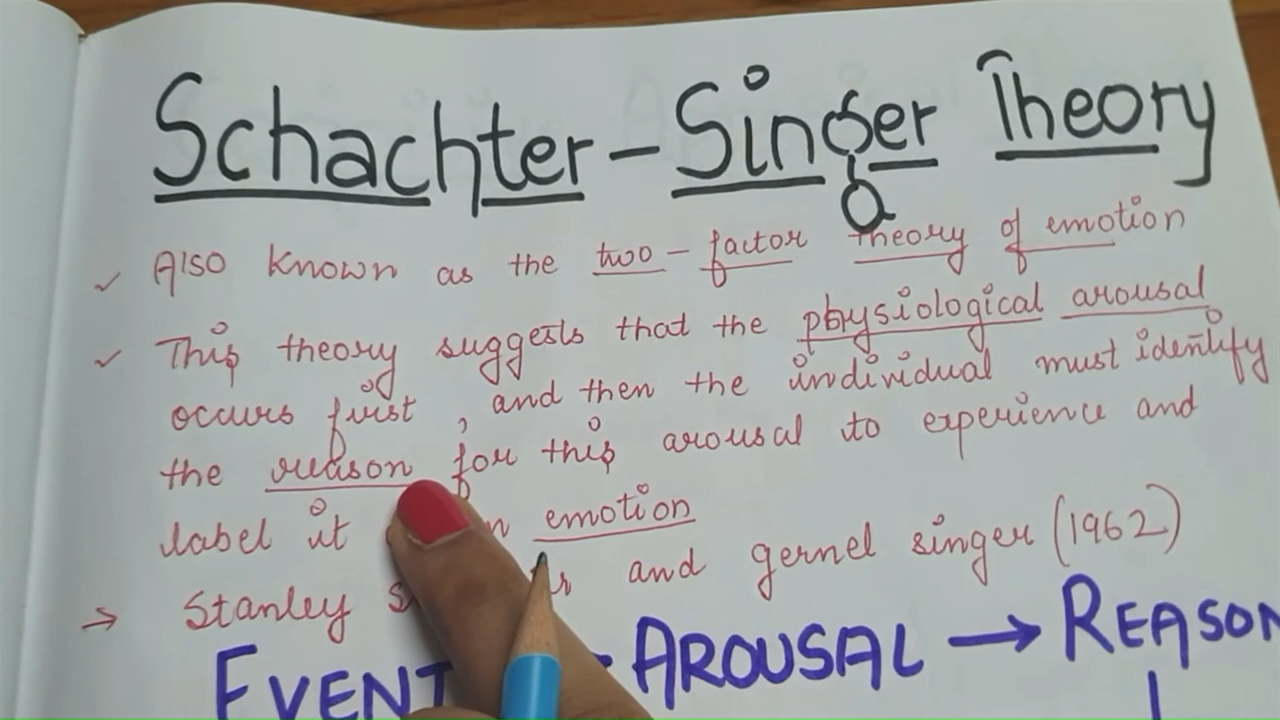 Schachter-Singer Theory
✓ Also known as the two-factor theory of emotion
✓ This theory suggests that the physiological arousal
occurs first, and then the individual must identify
the reason for this arousal to experience and
label it emotion
→ Stanley and gernel singer (1962)
EVENT AROUSAL → REASON